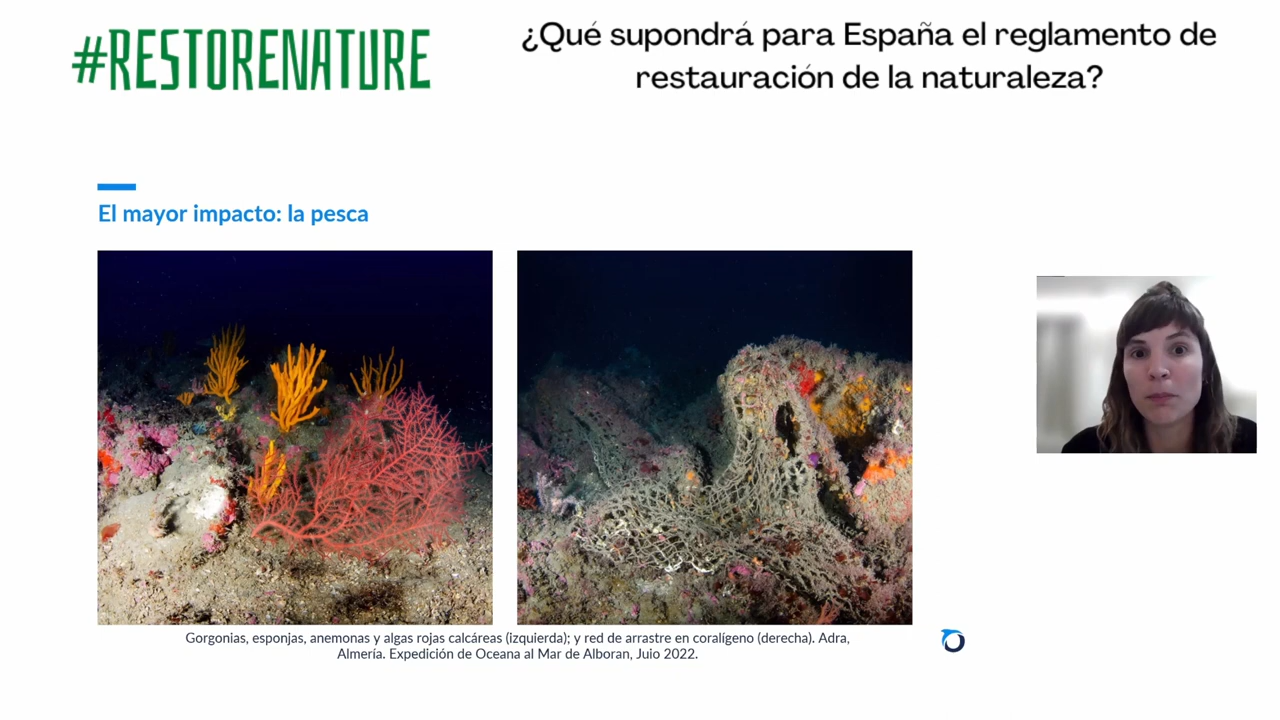 #RESTORENATURE
¿Qué supondrá para España el reglamento de
restauración de la naturaleza?
El mayor impacto: la pesca
Gorgonias, esponjas, anemonas y algas rojas calcáreas (izquierda); y red de arrastre en coralígeno (derecha). Adra,
Almería. Expedición de Oceana al Mar de Alboran, Juio 2022.